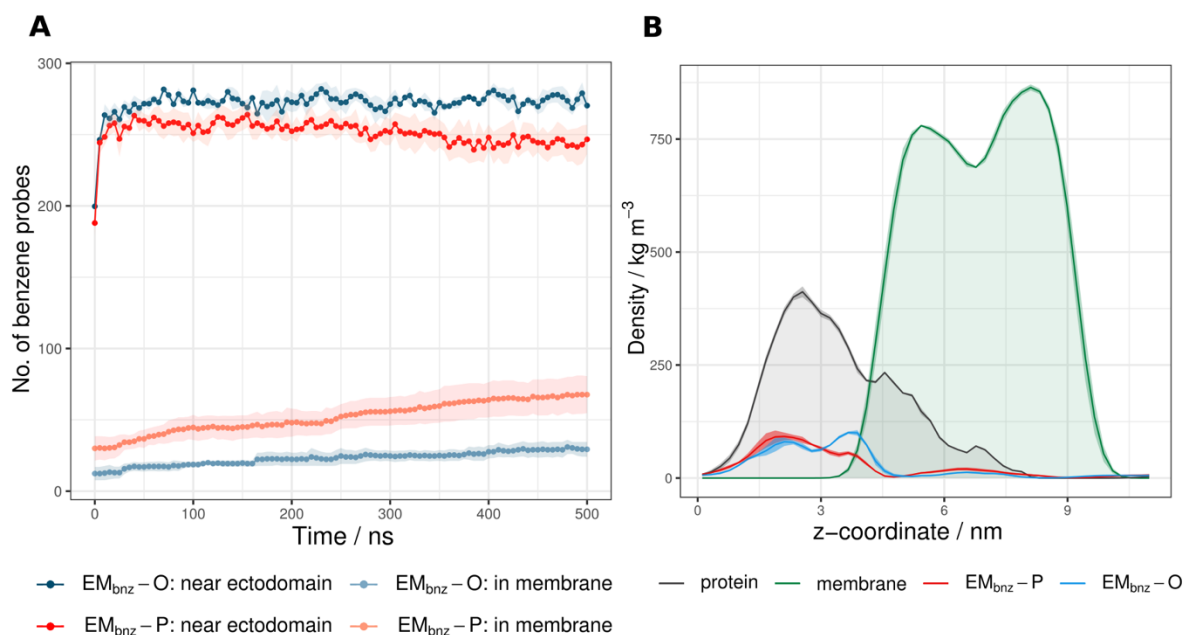 A
B
No. of benzene probes
300
200
100
0
0
100
200
300
400
500
Time / ns
Density / kg m⁻³
750
500
250
0
0
3
6
9
z−coordinate / nm
EMbnz−O: near ectodomain
EMbnz−O: in membrane
EMbnz−P: near ectodomain
EMbnz−P: in membrane
protein
membrane
EMbnz−P
EMbnz−O